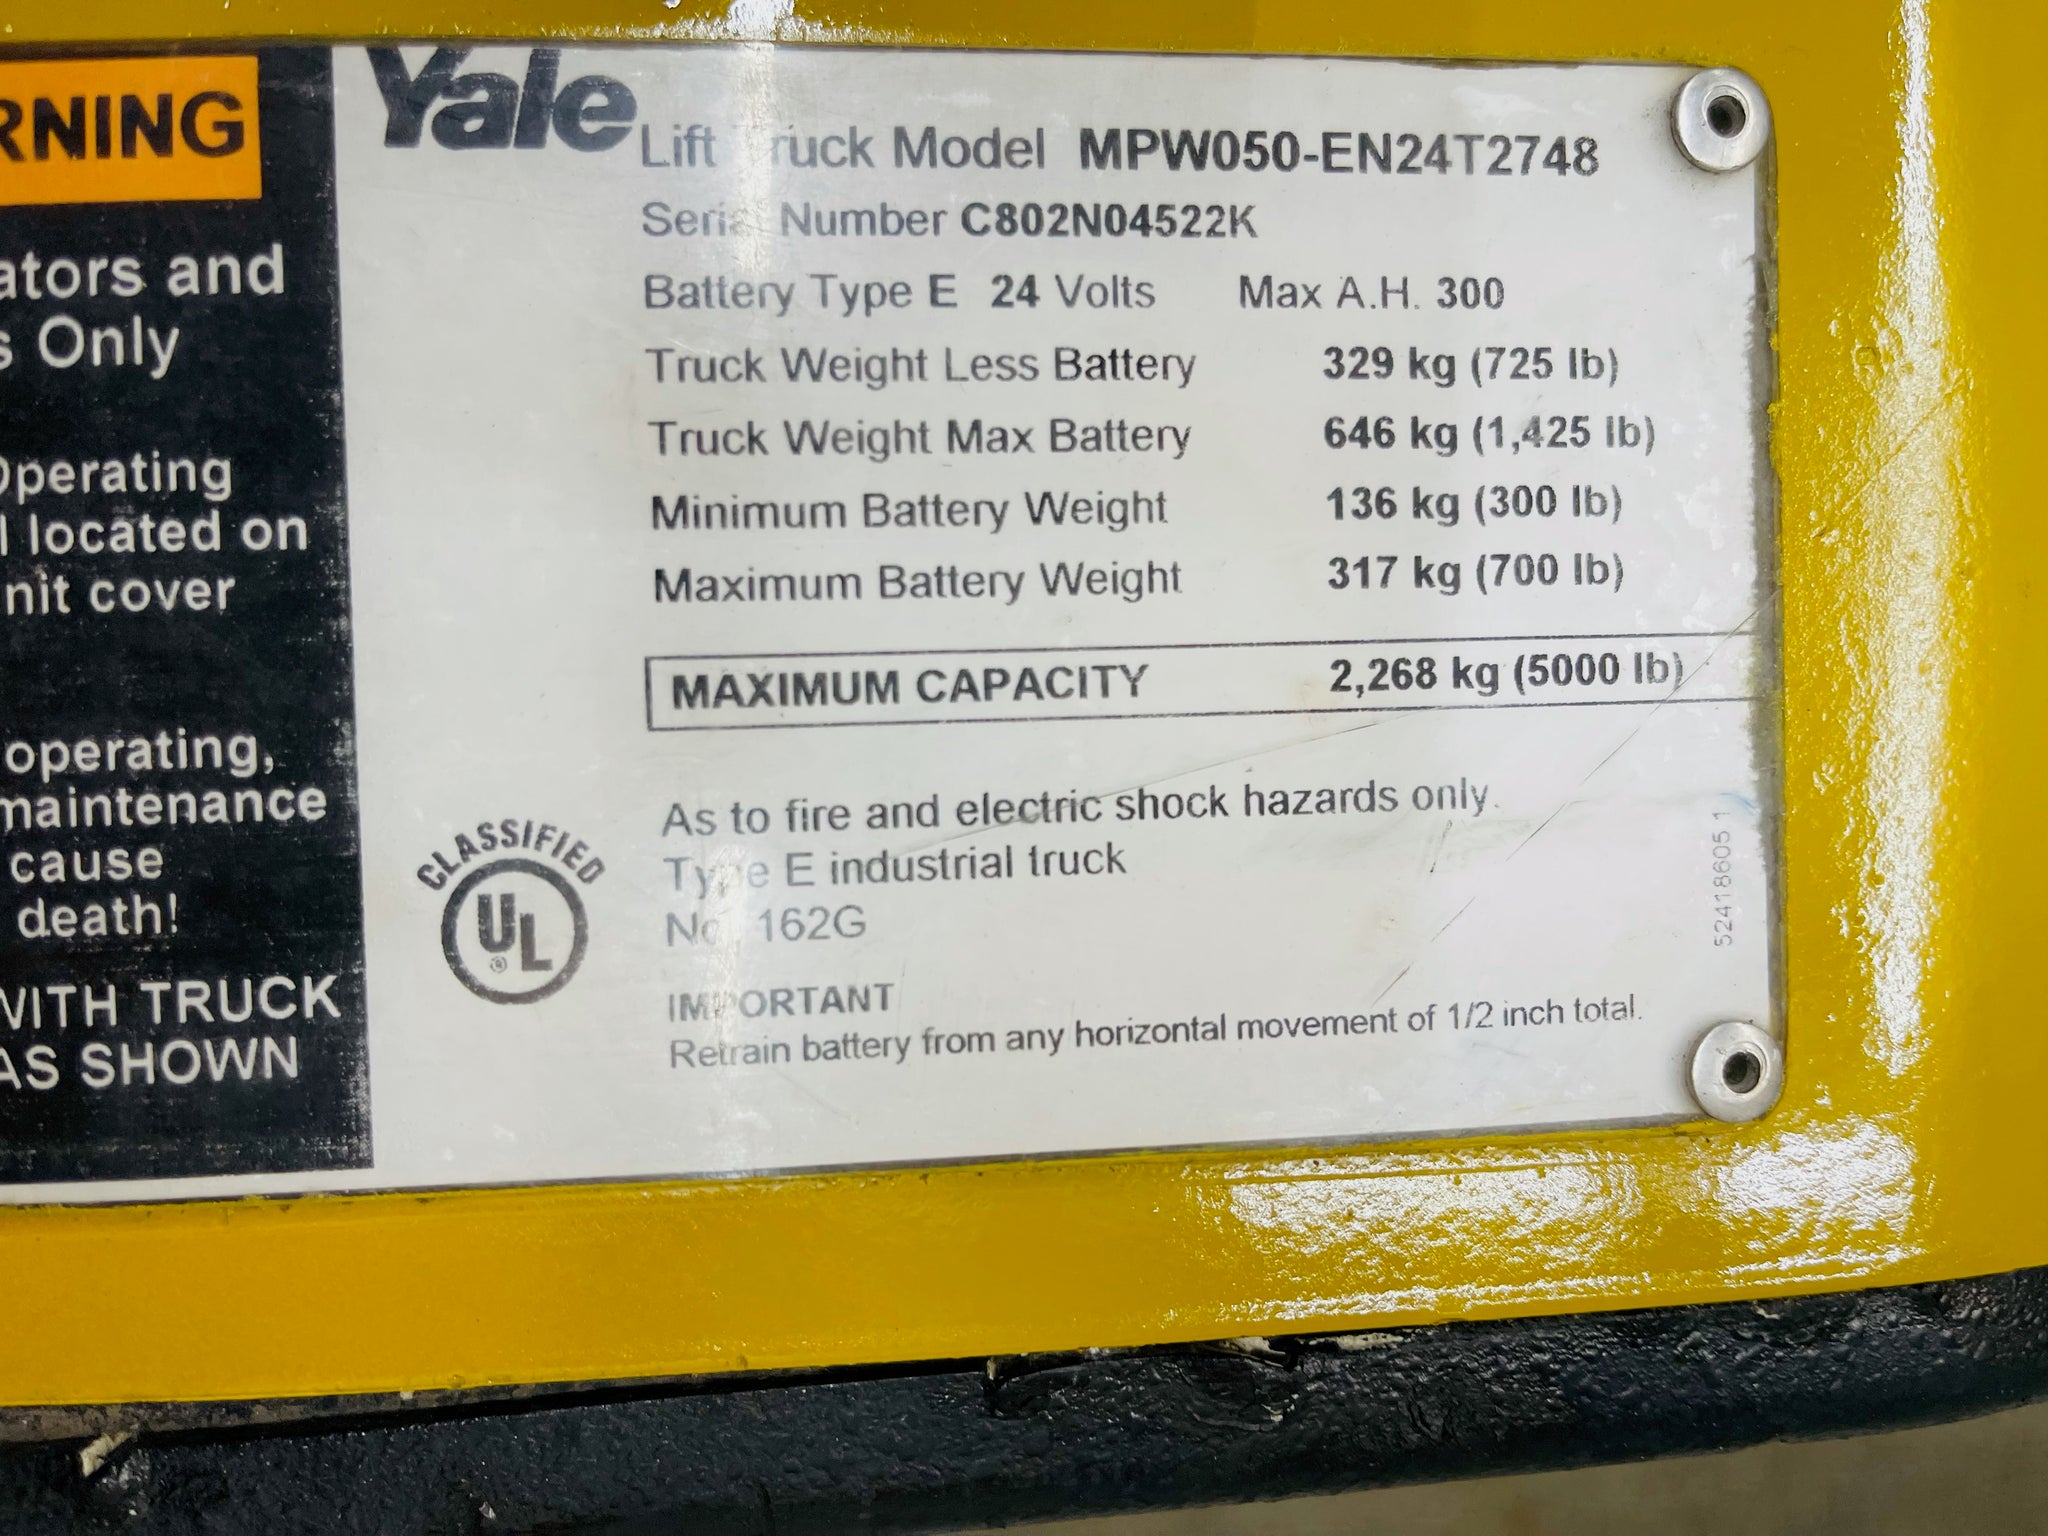 RNING
ators and
s Only
Operating
l located on
nit cover
operating,
maintenance
cause
death!
WITH TRUCK
AS SHOWN
Yale
Lift Truck Model MPW050-EN24T2748
Serial Number C802N04522K
Battery Type E 24 Volts Max A.H. 300
Truck Weight Less Battery 329 kg (725 lb)
Truck Weight Max Battery 646 kg (1,425 lb)
Minimum Battery Weight 136 kg (300 lb)
Maximum Battery Weight 317 kg (700 lb)
MAXIMUM CAPACITY 2,268 kg (5000 lb)
CLASSIFIED
UL
®
As to fire and electric shock hazards only.
Type E industrial truck
No. 162G
IMPORTANT
Retrain battery from any horizontal movement of 1/2 inch total.
524186051